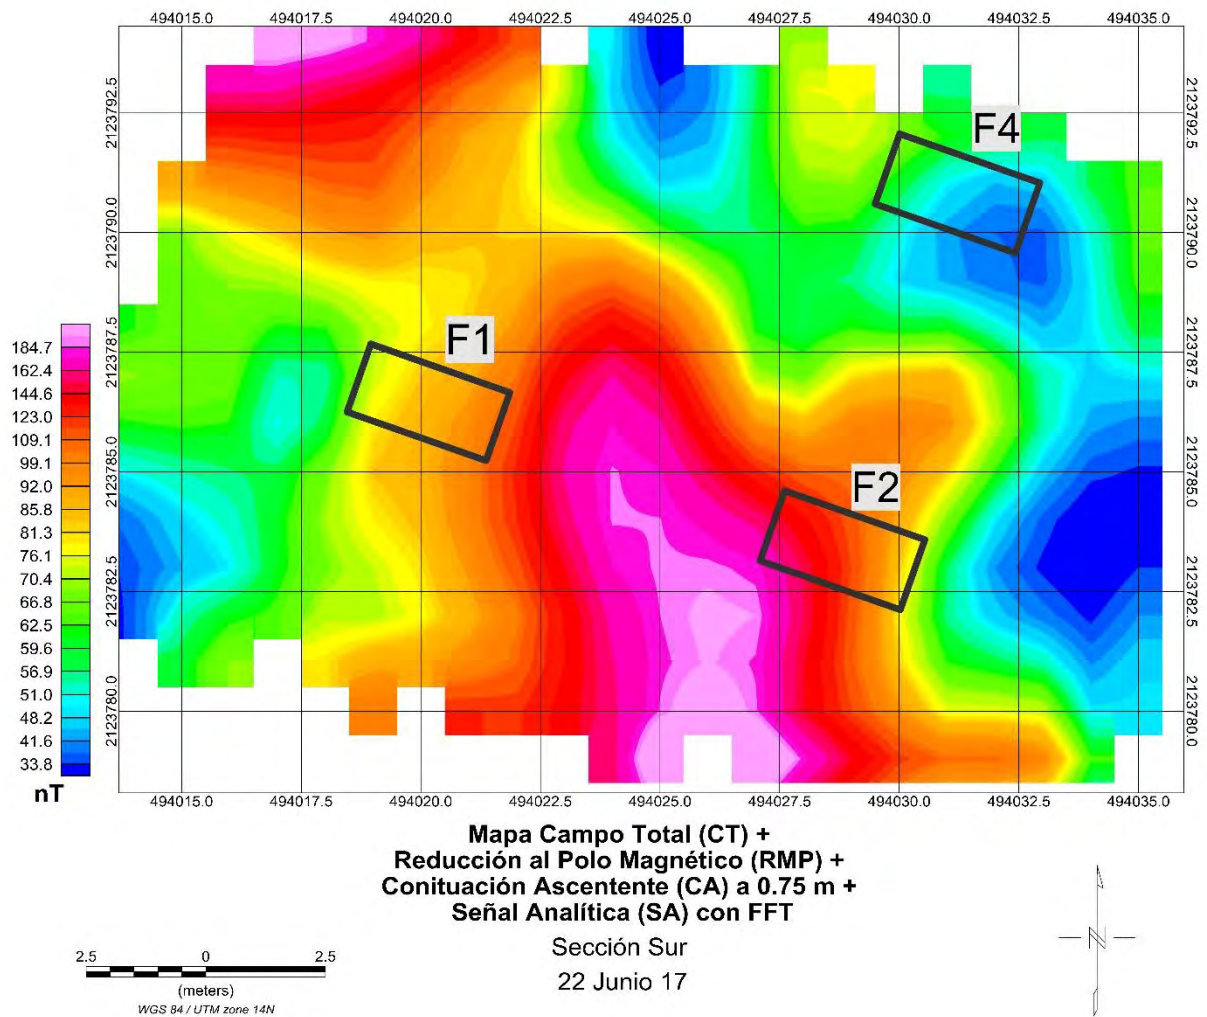 494015.0 494017.5 494020.0 494022.5 494025.0 494027.5 494030.0 494032.5 494035.0
2123792.5 2123792.5
F4
2123790.0 2123790.0
2123787.5 2123787.5
F1
2123785.0 2123785.0
F2
2123782.5 2123782.5
2123780.0 2123780.0
184.7
162.4
144.6
123.0
109.1
99.1
92.0
85.8
81.3
76.1
70.4
66.8
62.5
59.6
56.9
51.0
48.2
41.6
33.8
nT
494015.0 494017.5 494020.0 494022.5 494025.0 494027.5 494030.0 494032.5 494035.0
Mapa Campo Total (CT) +
Reducción al Polo Magnético (RMP) +
Conituación Ascentente (CA) a 0.75 m +
Señal Analítica (SA) con FFT
Sección Sur
22 Junio 17
2.5 0 2.5
(meters)
WGS 84 / UTM zone 14N
N